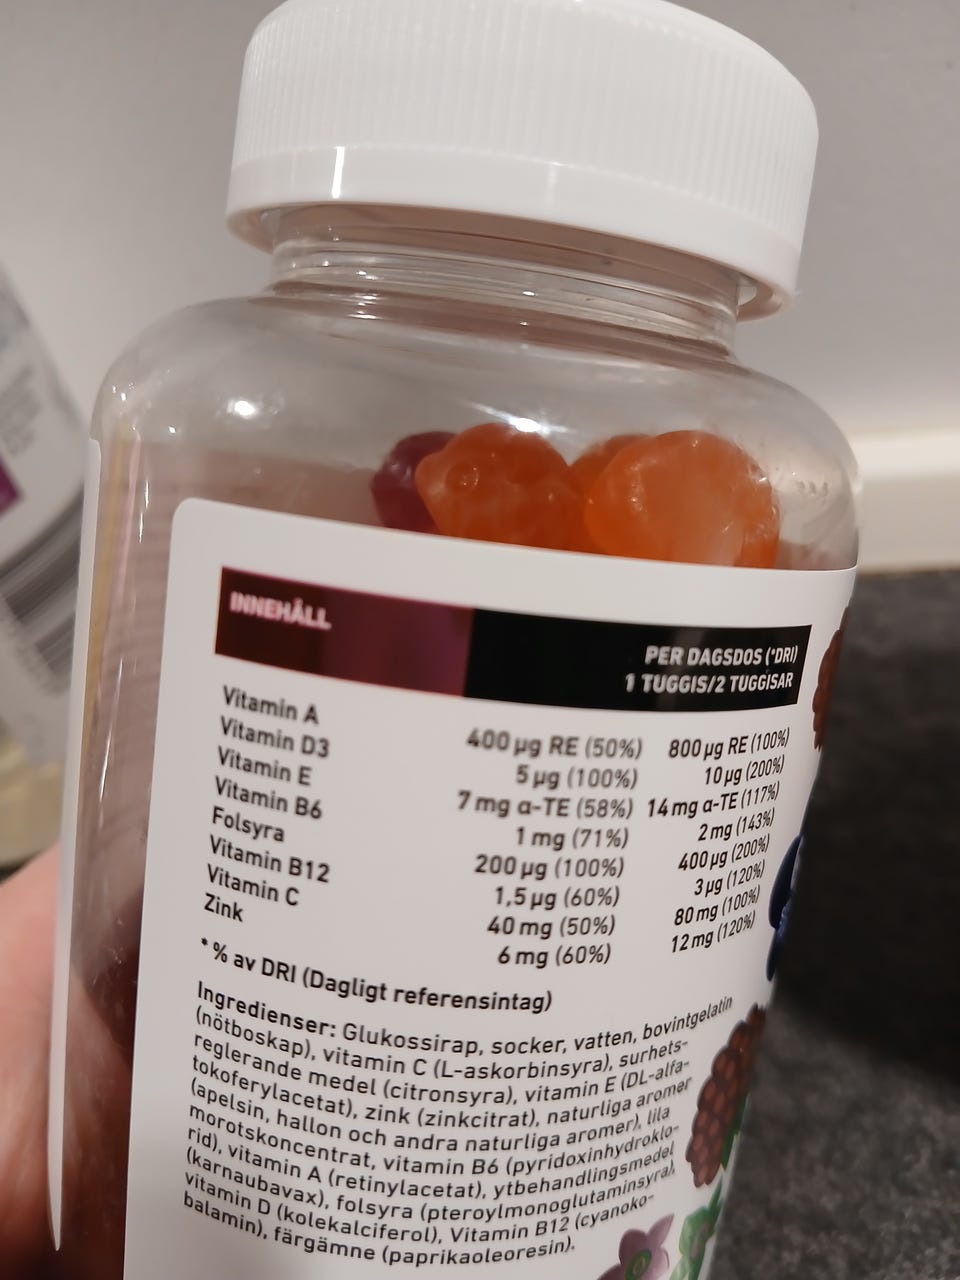 INNEHÅLL
PER DAGSDOS (*DRI)
1 TUGGIS/2 TUGGISAR
Vitamin A 400 µg RE (50%) 800 µg RE (100%)
Vitamin D3 5 µg (100%) 10 µg (200%)
Vitamin E 7 mg α-TE (58%) 14 mg α-TE (117%)
Vitamin B6 1 mg (71%) 2 mg (143%)
Folsyra 200 µg (100%) 400 µg (200%)
Vitamin B12 1,5 µg (60%) 3 µg (120%)
Vitamin C 40 mg (50%) 80 mg (100%)
Zink 6 mg (60%) 12 mg (120%)
* % av DRI (Dagligt referensintag)
Ingredienser: Glukossirap, socker, vatten, bovintgelatin
(nötboskap), vitamin C (L-askorbinsyra), surhets-
reglerande medel (citronsyra), vitamin E (DL-alfa-
tokoferylacetat), zink (zinkcitrat), naturliga aromer
(apelsin, hallon och andra naturliga aromer), lila
morotskoncentrat, vitamin B6 (pyridoxinhydroklo-
rid), vitamin A (retinylacetat), ytbehandlingsmedel
(karnaubavax), folsyra (pteroylmonoglutaminsyra),
vitamin D (kolekalciferol), Vitamin B12 (cyanoko-
balamin), färgämne (paprikaoleoresin).